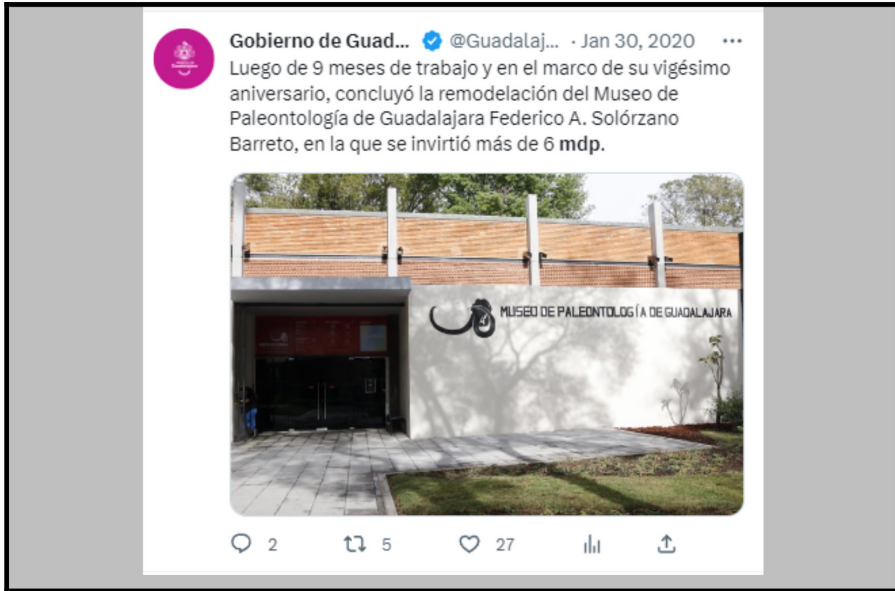 Gobierno de Guad... @Guadalaj... · Jan 30, 2020 ...
Luego de 9 meses de trabajo y en el marco de su vigésimo
aniversario, concluyó la remodelación del Museo de
Paleontología de Guadalajara Federico A. Solórzano
Barreto, en la que se invirtió más de 6 mdp.
MUSEO DE PALEONTOLOGÍA DE GUADALAJARA
2 5 27